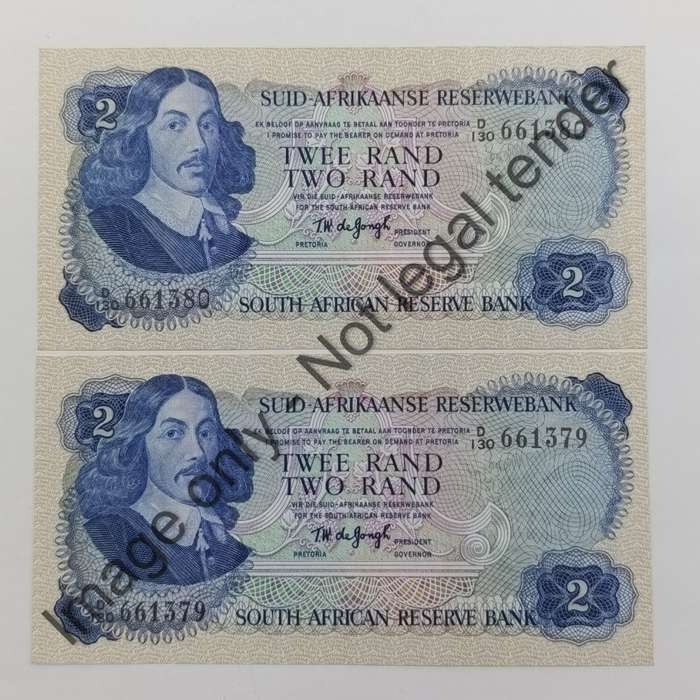 2
SUID-AFRIKAANSE RESERWEBANK
EK BELOOF OP AANVRAAG TE BETAAL AAN TOONDER TE PRETORIA
I PROMISE TO PAY THE BEARER ON DEMAND AT PRETORIA
D/130 661380
TWEE RAND
TWO RAND
VIR DIE SUID-AFRIKAANSE RESERWEBANK
FOR THE SOUTH AFRICAN RESERVE BANK
T.W. de Jongh
PRESIDENT
PRETORIA GOVERNOR
2
D/130 661380
SOUTH AFRICAN RESERVE BANK
2
SUID-AFRIKAANSE RESERWEBANK
EK BELOOF OP AANVRAAG TE BETAAL AAN TOONDER TE PRETORIA
I PROMISE TO PAY THE BEARER ON DEMAND AT PRETORIA
D/130 661379
TWEE RAND
TWO RAND
VIR DIE SUID-AFRIKAANSE RESERWEBANK
FOR THE SOUTH AFRICAN RESERVE BANK
T.W. de Jongh
PRESIDENT
PRETORIA GOVERNOR
2
D/130 661379
SOUTH AFRICAN RESERVE BANK
Image only - Not legal tender